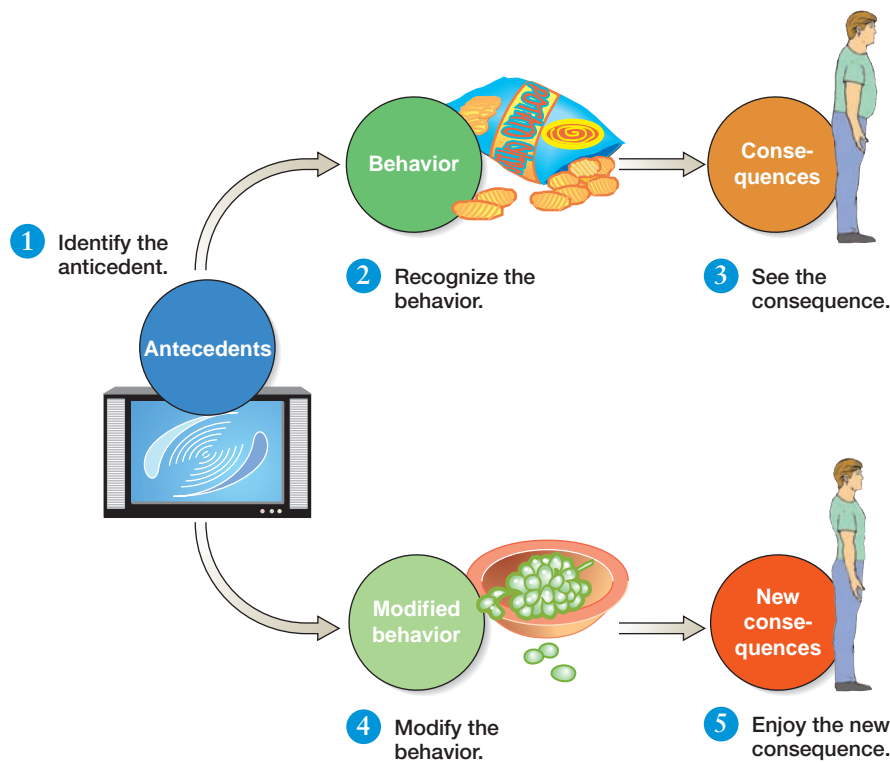 Behavior
POTATO
Conse-
quences
1 Identify the
anticedent.
2 Recognize the
behavior.
3 See the
consequence.
Antecedents
Modified
behavior
New
conse-
quences
4 Modify the
behavior.
5 Enjoy the new
consequence.